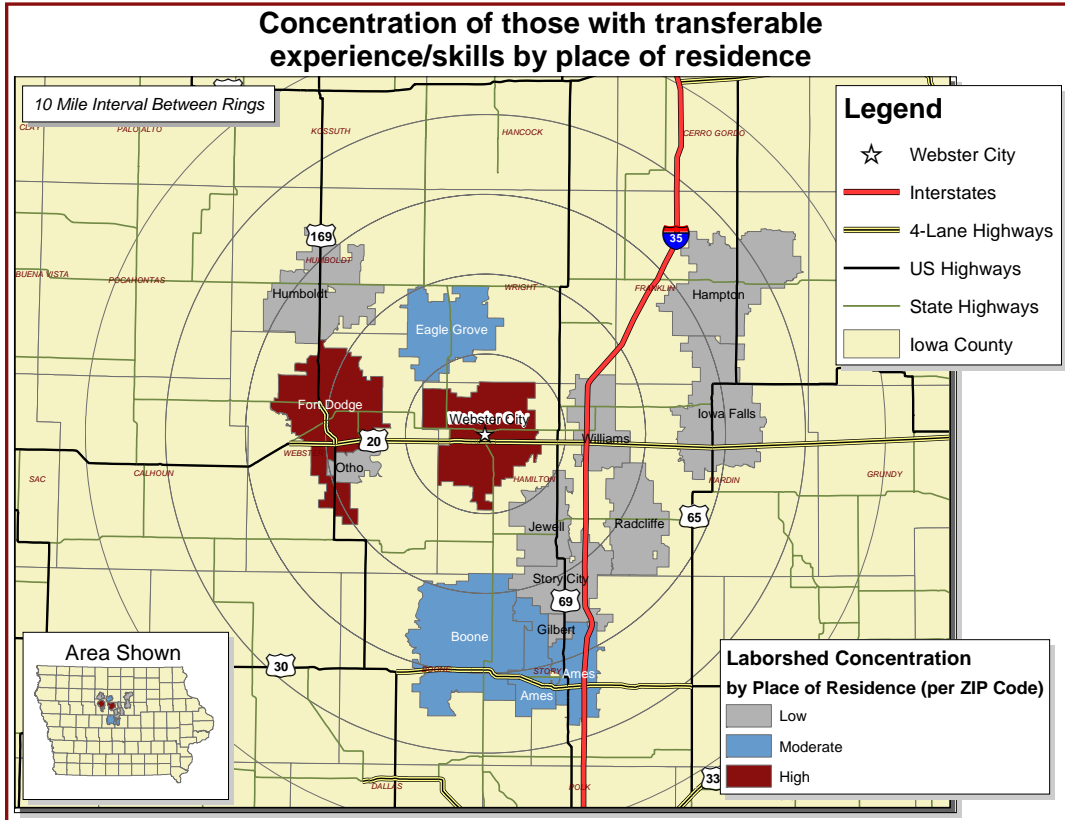 Concentration of those with transferable
experience/skills by place of residence
10 Mile Interval Between Rings
CLAY
PALO ALTO
KOSSUTH
HANCOCK
CERRO GORDO
Legend
Webster City
Interstates
4-Lane Highways
US Highways
State Highways
Iowa County
169
35
HUMBOLDT
BUENA VISTA
POCAHONTAS
Humboldt
WRIGHT
FRANKLIN
Hampton
Eagle Grove
Fort Dodge
Webster City
Iowa Falls
20
Williams
WEBSTER
Otho
SAC
CALHOUN
HAMILTON
HARDIN
GRUNDY
Jewell
Radcliffe
65
Story City
69
Boone
Gilbert
30
BOONE
STORY
Ames
Ames
Area Shown
DALLAS
POLK
33
Laborshed Concentration
by Place of Residence (per ZIP Code)
Low
Moderate
High